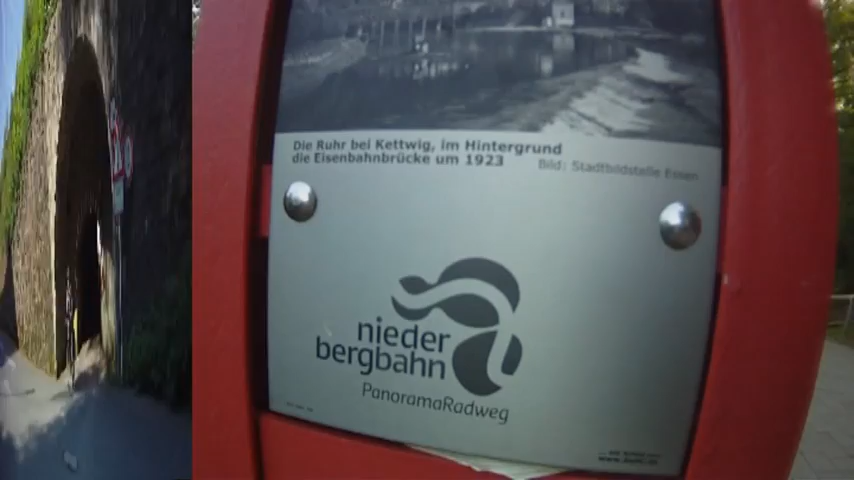 Die Ruhr bei Kettwig, im Hintergrund
die Eisenbahnbrücke um 1923
Bild: Stadtbildstelle Essen
nieder
bergbahn
PanoramaRadweg